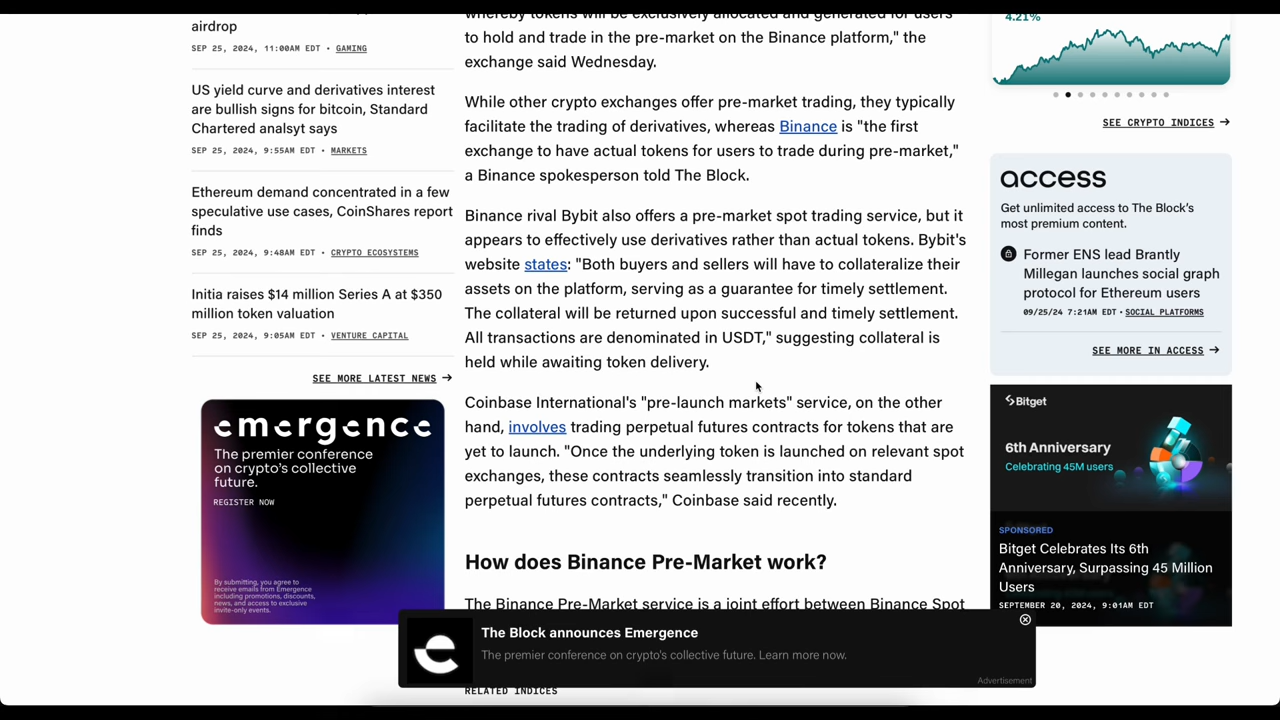 airdrop
SEP 25, 2024, 11:00AM EDT • GAMING
US yield curve and derivatives interest
are bullish signs for bitcoin, Standard
Chartered analsyt says
SEP 25, 2024, 9:55AM EDT • MARKETS
Ethereum demand concentrated in a few
speculative use cases, CoinShares report
finds
SEP 25, 2024, 9:48AM EDT • CRYPTO ECOSYSTEMS
Initia raises $14 million Series A at $350
million token valuation
SEP 25, 2024, 9:05AM EDT • VENTURE CAPITAL
SEE MORE LATEST NEWS →
emergence
The premier conference
on crypto's collective
future.
REGISTER NOW
By submitting, you agree to
receive emails from Emergence
including promotions, discounts,
news, and access to exclusive
invite-only events.
whereby tokens will be exclusively allocated and generated for users
to hold and trade in the pre-market on the Binance platform," the
exchange said Wednesday.
While other crypto exchanges offer pre-market trading, they typically
facilitate the trading of derivatives, whereas Binance is "the first
exchange to have actual tokens for users to trade during pre-market,"
a Binance spokesperson told The Block.
Binance rival Bybit also offers a pre-market spot trading service, but it
appears to effectively use derivatives rather than actual tokens. Bybit's
website states: "Both buyers and sellers will have to collateralize their
assets on the platform, serving as a guarantee for timely settlement.
The collateral will be returned upon successful and timely settlement.
All transactions are denominated in USDT," suggesting collateral is
held while awaiting token delivery.
Coinbase International's "pre-launch markets" service, on the other
hand, involves trading perpetual futures contracts for tokens that are
yet to launch. "Once the underlying token is launched on relevant spot
exchanges, these contracts seamlessly transition into standard
perpetual futures contracts," Coinbase said recently.
How does Binance Pre-Market work?
The Binance Pre-Market service is a joint effort between Binance Spot
The Block announces Emergence
The premier conference on crypto's collective future. Learn more now.
Advertisement
RELATED INDICES
4.21%
SEE CRYPTO INDICES →
access
Get unlimited access to The Block's
most premium content.
Former ENS lead Brantly
Millegan launches social graph
protocol for Ethereum users
09/25/24 7:21AM EDT • SOCIAL PLATFORMS
SEE MORE IN ACCESS →
Bitget
6th Anniversary
Celebrating 45M users
SPONSORED
Bitget Celebrates Its 6th
Anniversary, Surpassing 45 Million
Users
SEPTEMBER 20, 2024, 9:01AM EDT